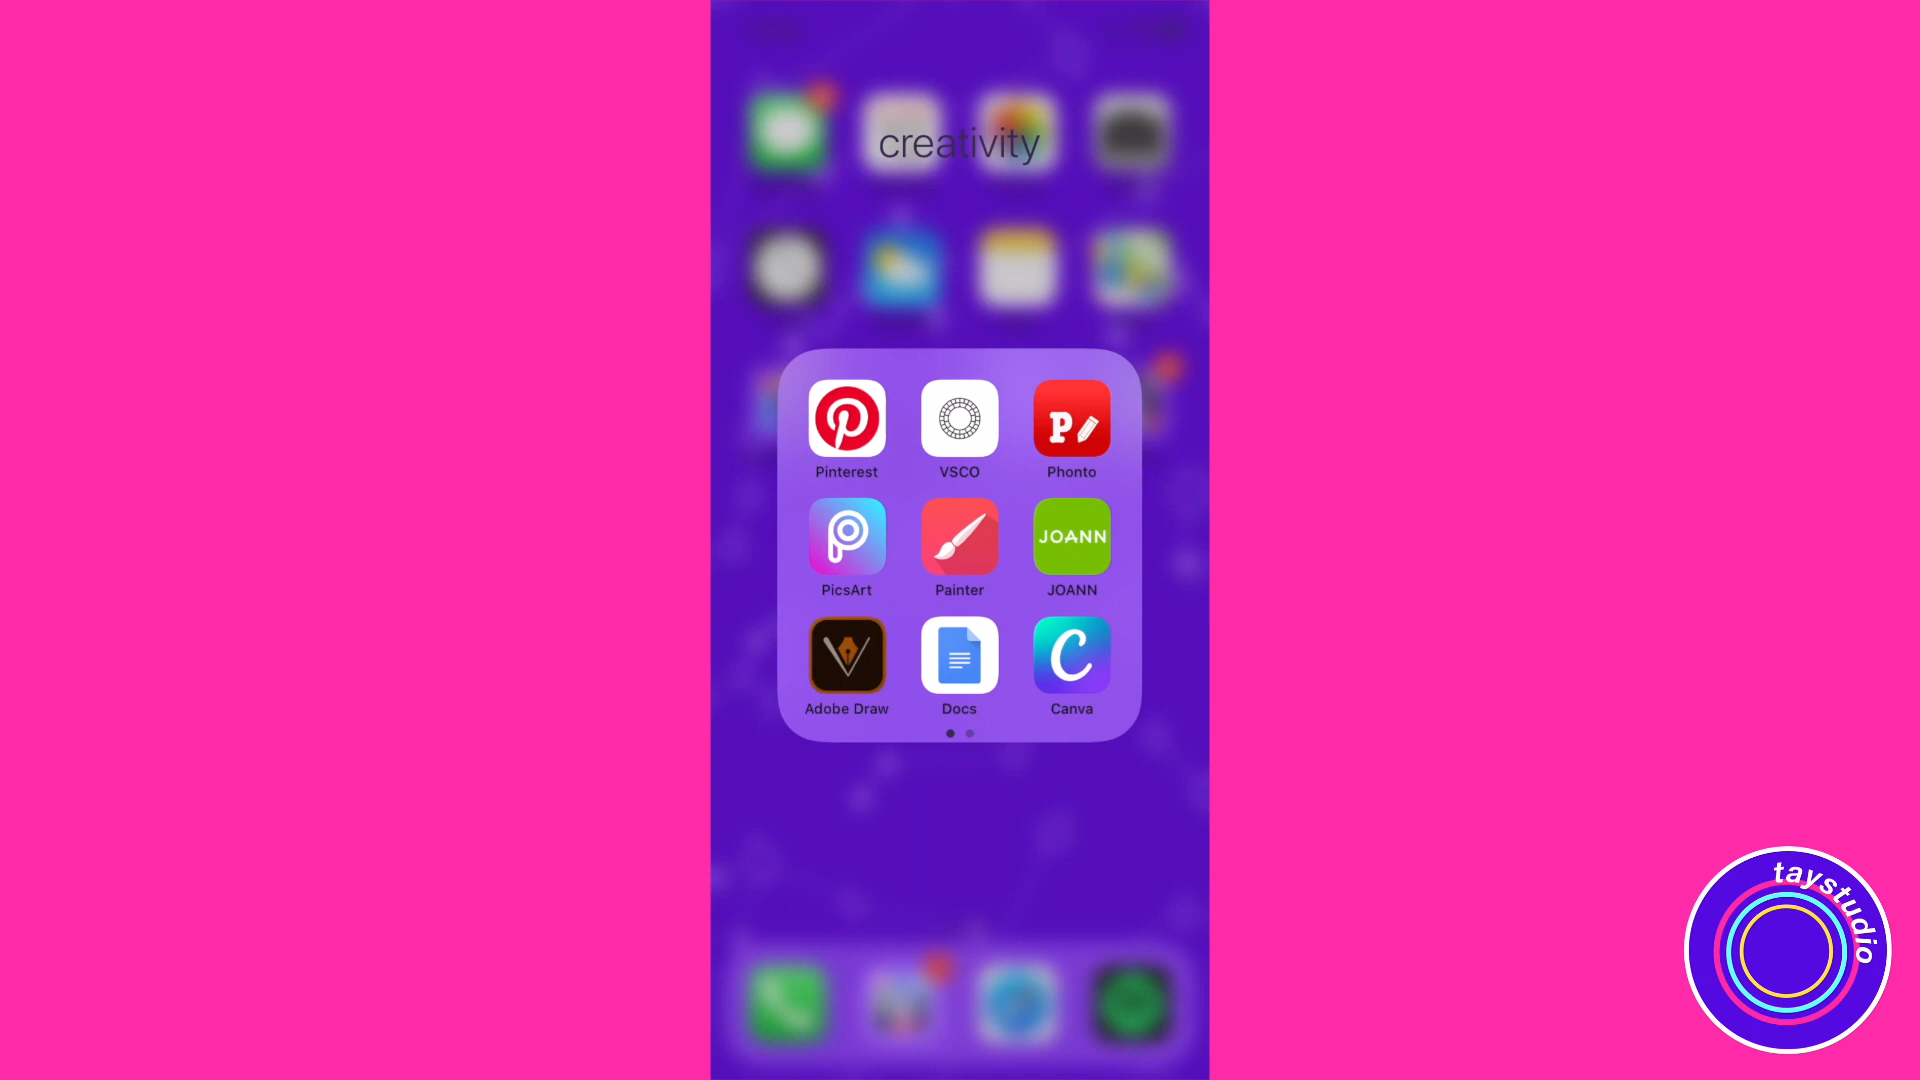 creativity
Pinterest VSCO Phonto
PicsArt Painter JOANN
JOANN
Adobe Draw Docs Canva
taystudio